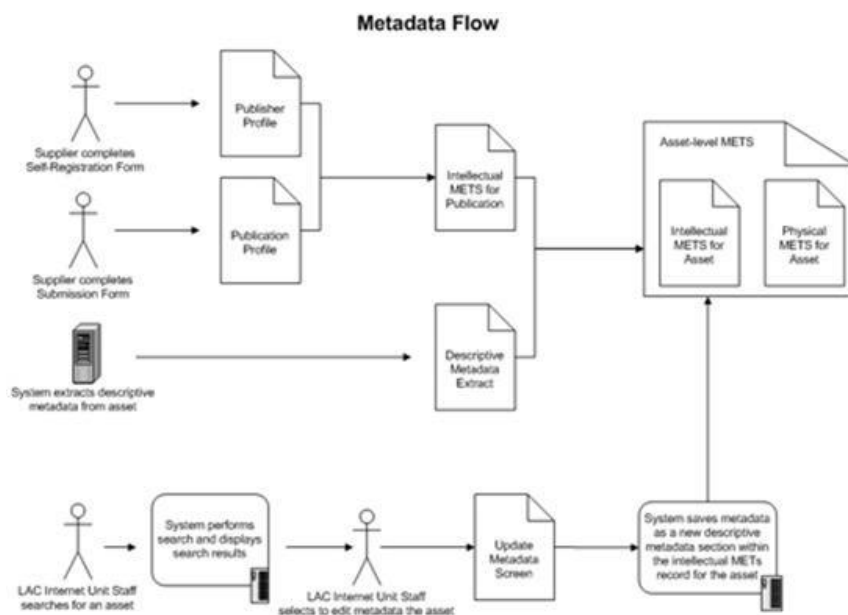 Metadata Flow
Publisher
Profile
Supplier completes
Self-Registration Form
Publication
Profile
Supplier completes
Submission Form
Intellectual
METS for
Publication
Asset-level METS
Intellectual
METS for
Asset
Physical
METS for
Asset
System extracts descriptive
metadata from asset
Descriptive
Metadata
Extract
LAC Internet Unit Staff
searches for an asset
System performs
search and displays
search results
LAC Internet Unit Staff
selects to edit metadata the asset
Update
Metadata
Screen
System saves metadata
as a new descriptive
metadata section within
the intellectual METs
record for the asset